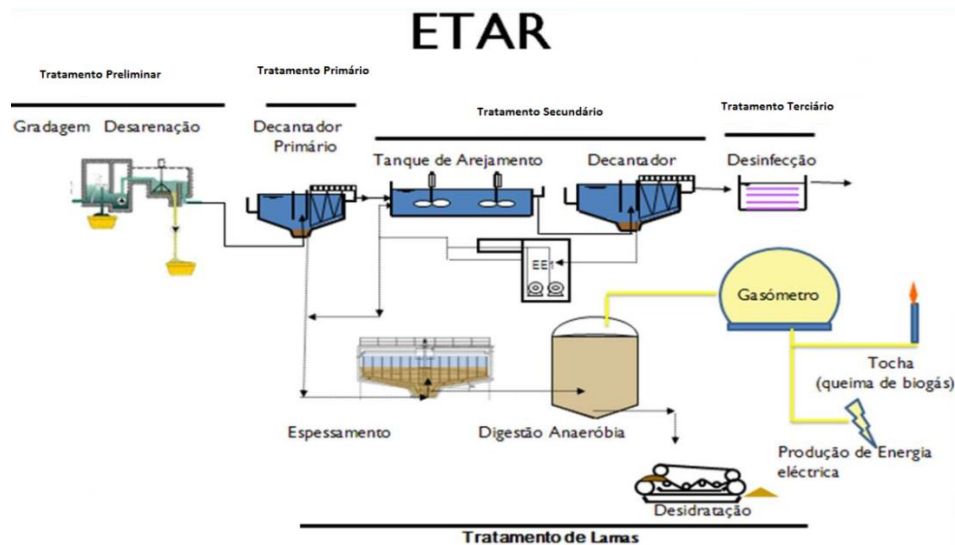 ETAR
Tratamento Preliminar
Tratamento Primário
Tratamento Secundário
Tratamento Terciário
Gradagem Desarenação
Decantador
Primário
Tanque de Arejamento
Decantador
Desinfecção
EE1
Gasómetro
Tocha
(queima de biogás)
Espessamento
Digestão Anaeróbia
Produção de Energia
eléctrica
Desidratação
Tratamento de Lamas